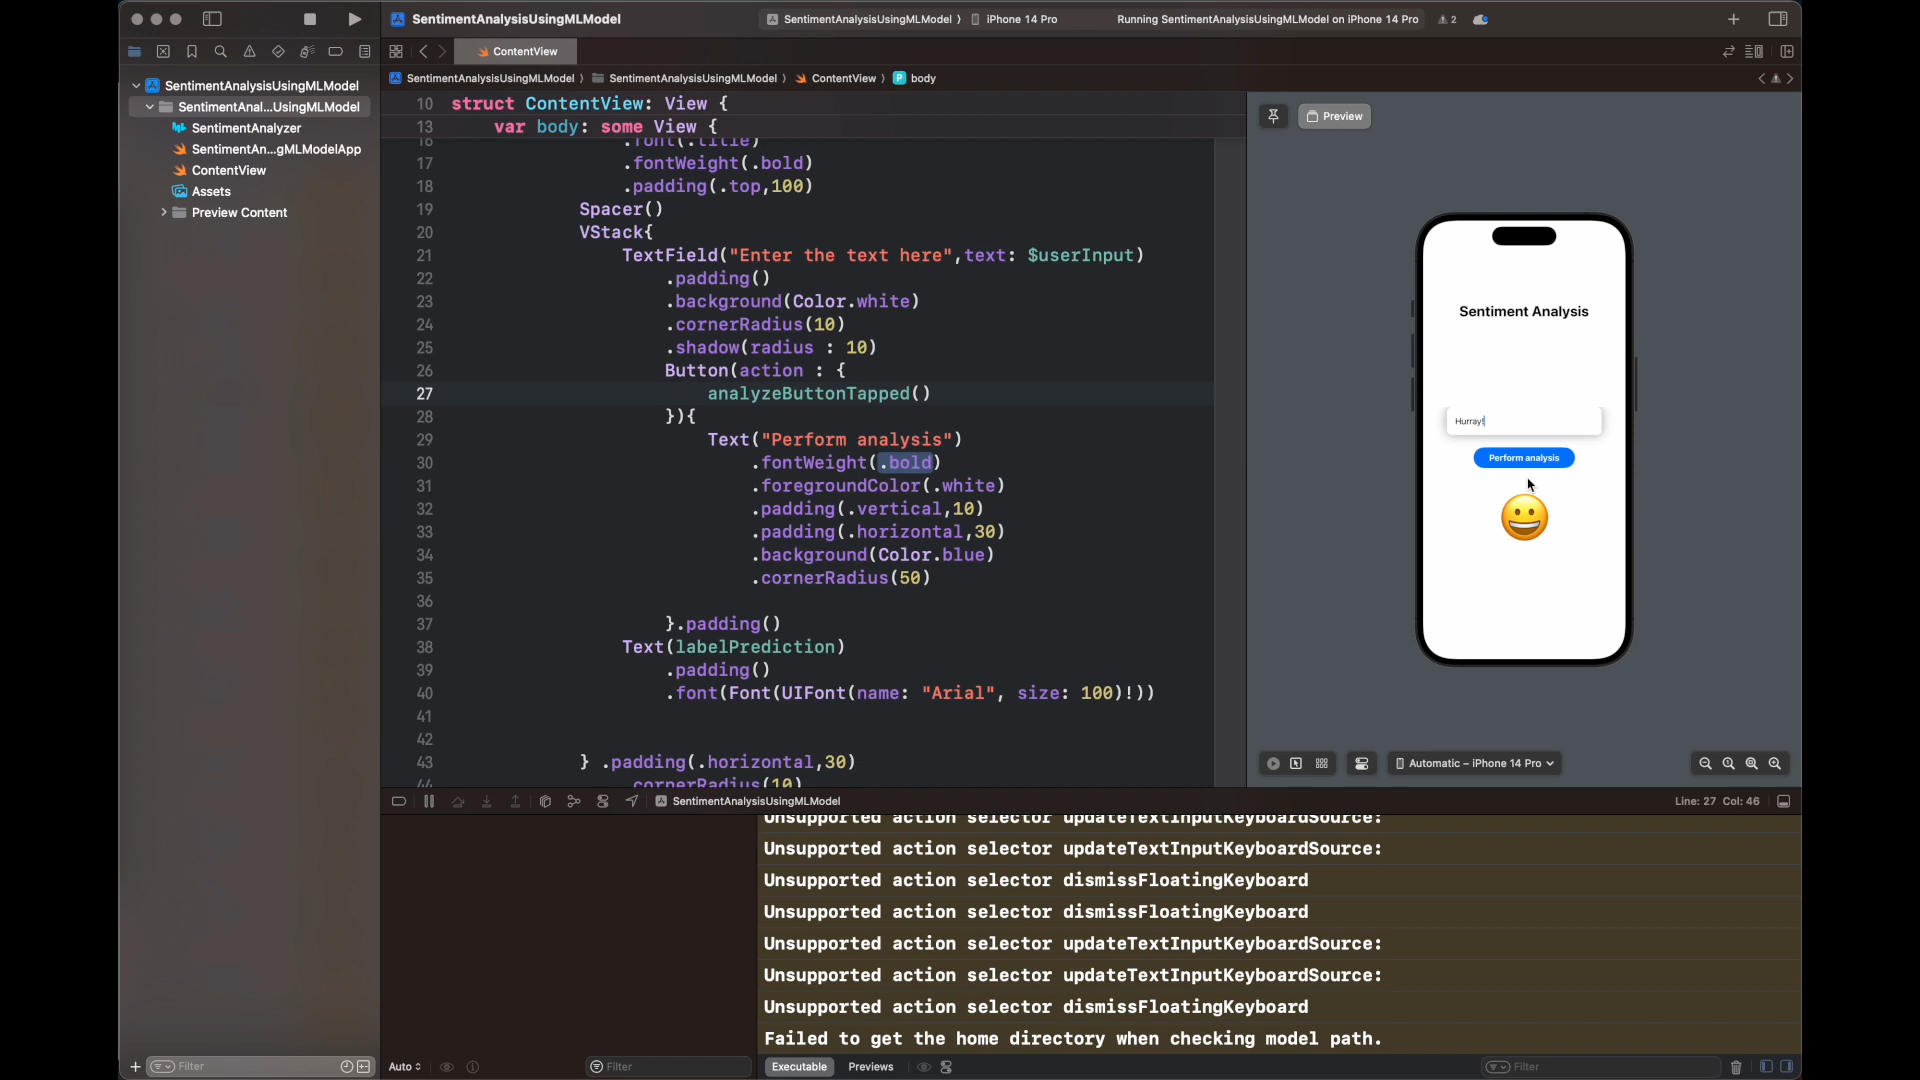 SentimentAnalysisUsingMLModel
SentimentAnalysisUsingMLModel 〉 iPhone 14 Pro
Running SentimentAnalysisUsingMLModel on iPhone 14 Pro
2
ContentView
SentimentAnalysisUsingMLModel 〉 SentimentAnalysisUsingMLModel 〉 ContentView 〉 P body
SentimentAnalysisUsingMLModel
SentimentAnal...UsingMLModel
SentimentAnalyzer
SentimentAn...gMLModelApp
ContentView
Assets
Preview Content
10 struct ContentView: View {
13 var body: some View {
16 .font(.title)
17 .fontWeight(.bold)
18 .padding(.top,100)
19 Spacer()
20 VStack{
21 TextField("Enter the text here",text: $userInput)
22 .padding()
23 .background(Color.white)
24 .cornerRadius(10)
25 .shadow(radius : 10)
26 Button(action : {
27 analyzeButtonTapped()
28 }){
29 Text("Perform analysis")
30 .fontWeight(.bold)
31 .foregroundColor(.white)
32 .padding(.vertical,10)
33 .padding(.horizontal,30)
34 .background(Color.blue)
35 .cornerRadius(50)
36
37 }.padding()
38 Text(labelPrediction)
39 .padding()
40 .font(Font(UIFont(name: "Arial", size: 100)!))
41
42
43 } .padding(.horizontal,30)
44 .cornerRadius(10)
Preview
Sentiment Analysis
Hurray!
Perform analysis
Automatic – iPhone 14 Pro
SentimentAnalysisUsingMLModel
Line: 27 Col: 46
Unsupported action selector updateTextInputKeyboardSource:
Unsupported action selector updateTextInputKeyboardSource:
Unsupported action selector dismissFloatingKeyboard
Unsupported action selector dismissFloatingKeyboard
Unsupported action selector updateTextInputKeyboardSource:
Unsupported action selector updateTextInputKeyboardSource:
Unsupported action selector dismissFloatingKeyboard
Failed to get the home directory when checking model path.
Filter
Auto
Filter
Executable
Previews
Filter